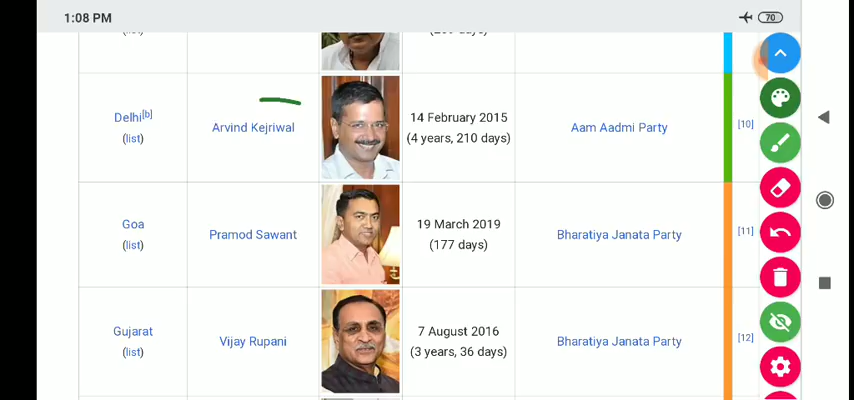 1:08 PM
70
Delhi[b]
(list)
Arvind Kejriwal
14 February 2015
(4 years, 210 days)
Aam Aadmi Party
[10]
Goa
(list)
Pramod Sawant
19 March 2019
(177 days)
Bharatiya Janata Party
[11]
Gujarat
(list)
Vijay Rupani
7 August 2016
(3 years, 36 days)
Bharatiya Janata Party
[12]